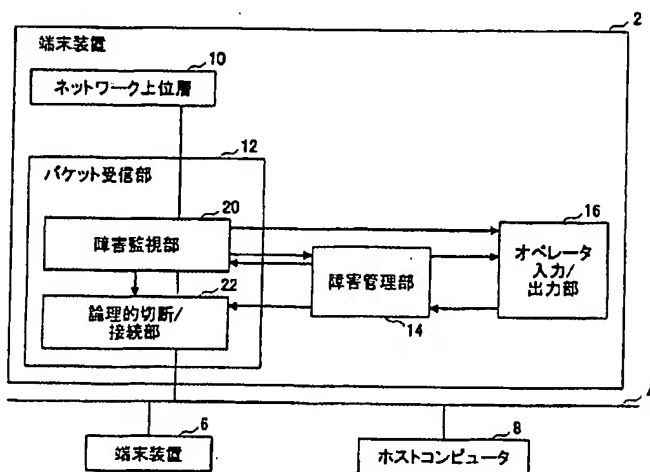 2
端末装置
10
ネットワーク上位層
12
パケット受信部
20
障害監視部
16
オペレータ
入力/
出力部
障害管理部
14
22
論理的切断/
接続部
4
6
端末装置
8
ホストコンピュータ